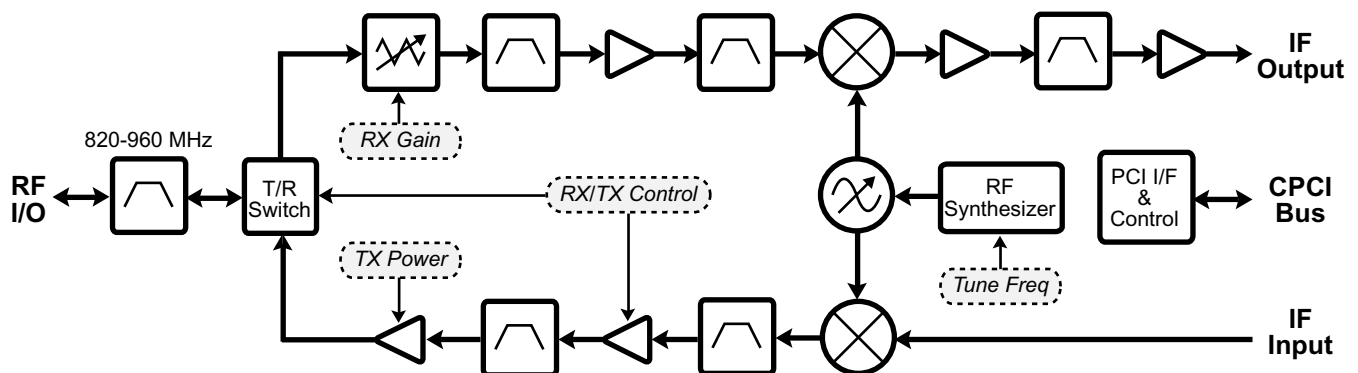 IF
Output
RX Gain
820-960 MHz
RF
I/O
T/R
Switch
RX/TX Control
RF
Synthesizer
PCI I/F
&
Control
CPCI
Bus
TX Power
Tune Freq
IF
Input